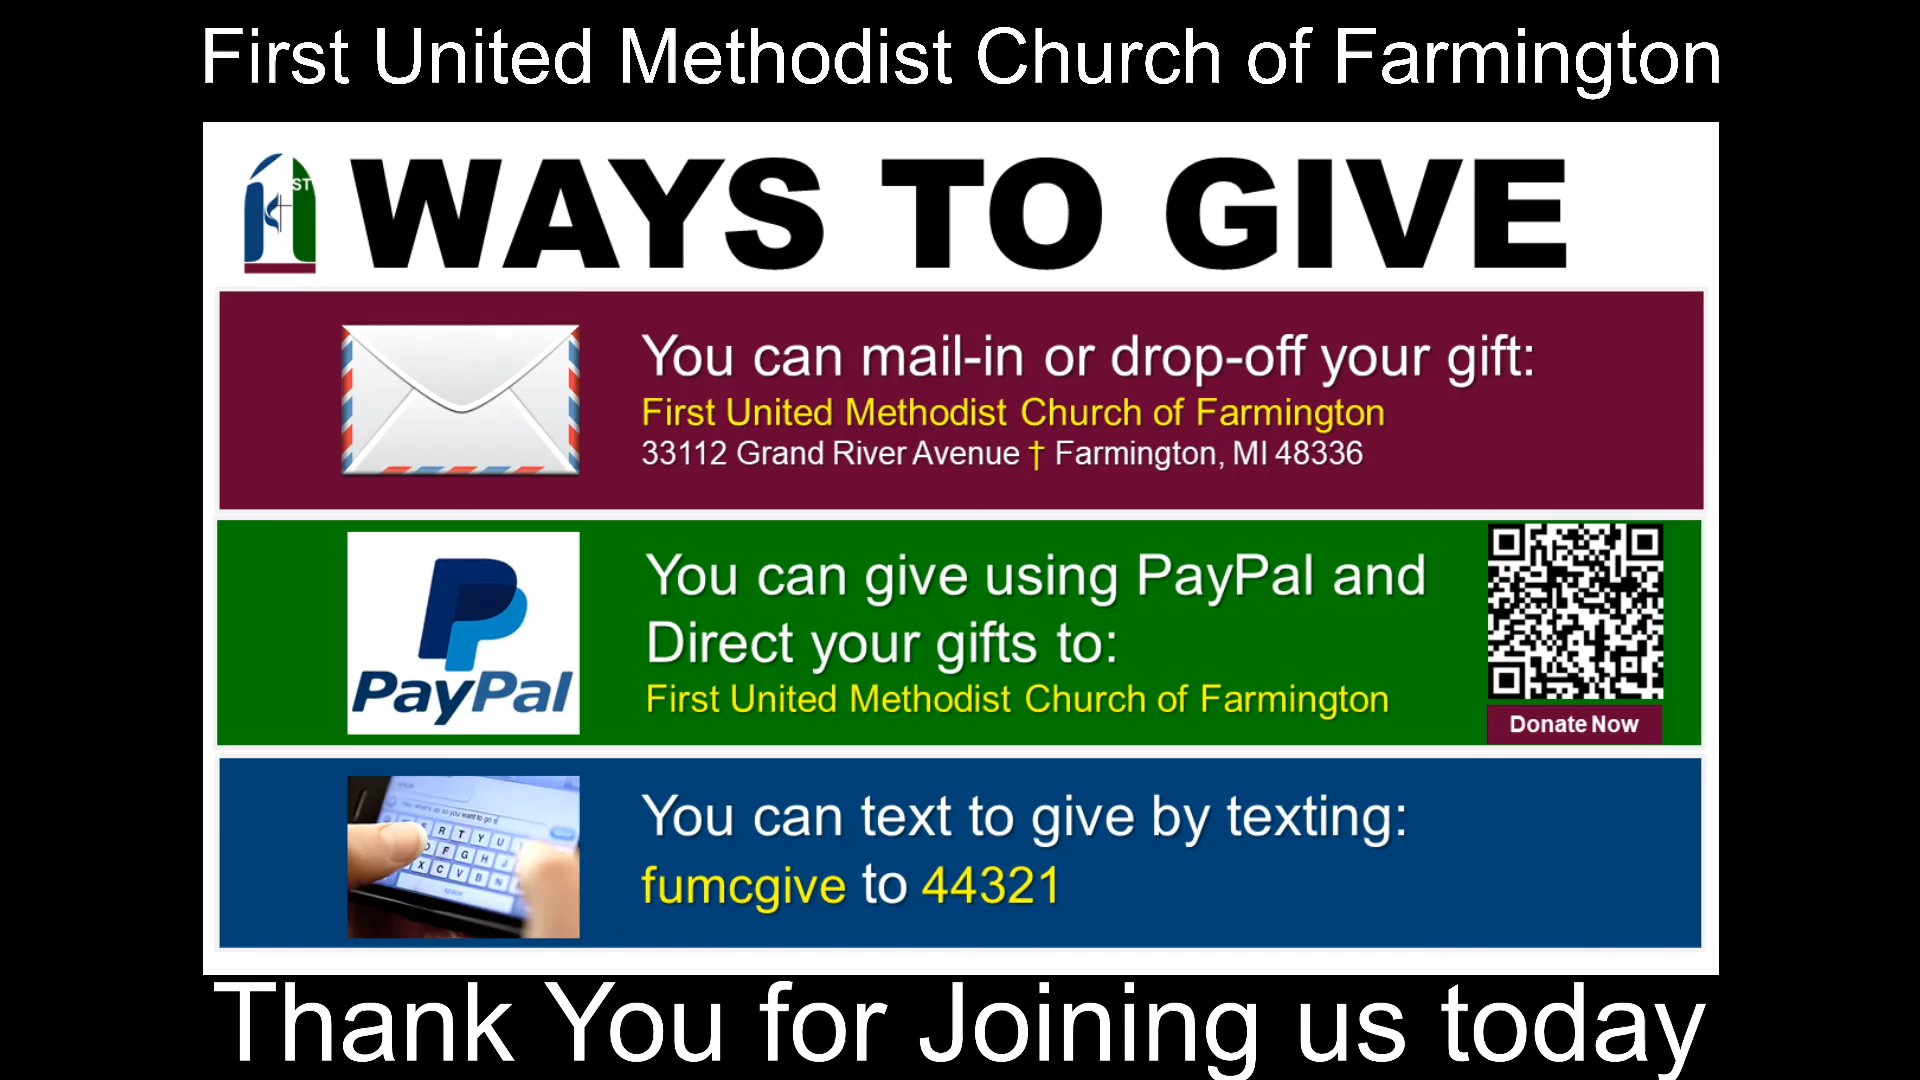 First United Methodist Church of Farmington
ST
WAYS TO GIVE
You can mail-in or drop-off your gift:
First United Methodist Church of Farmington
33112 Grand River Avenue † Farmington, MI 48336
You can give using PayPal and
Direct your gifts to:
First United Methodist Church of Farmington
PayPal
Donate Now
You can text to give by texting:
fumcgive to 44321
R T Y U
D F G H J
X C V B N
space
Thank You for Joining us today